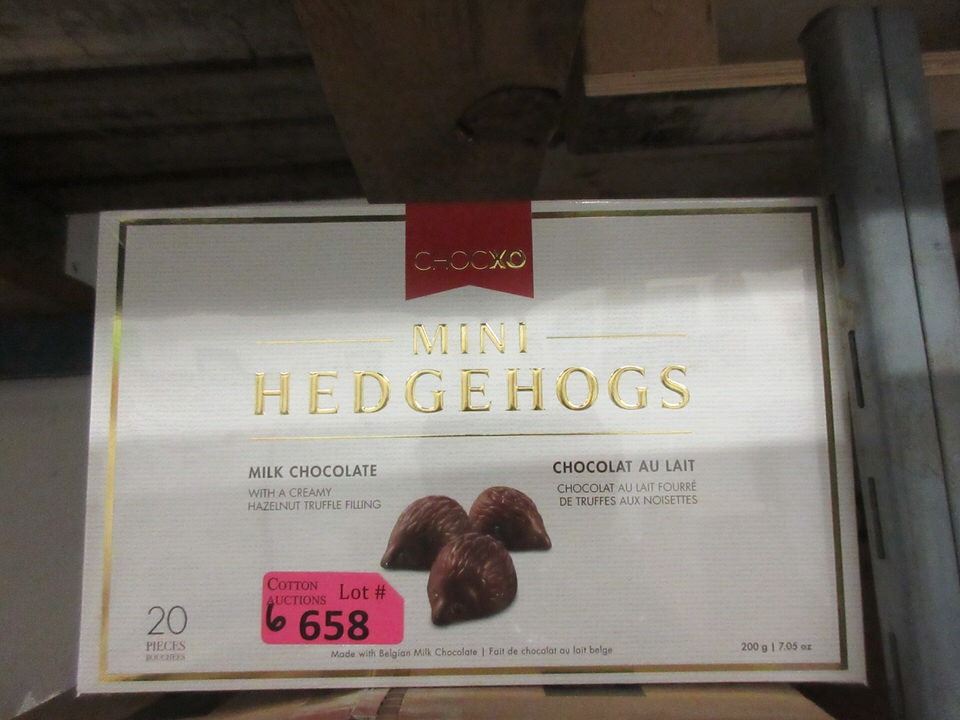 CHOCXO
MINI
HEDGEHOGS
MILK CHOCOLATE
WITH A CREAMY
HAZELNUT TRUFFLE FILLING
CHOCOLAT AU LAIT
CHOCOLAT AU LAIT FOURRÉ
DE TRUFFES AUX NOISETTES
COTTON
AUCTIONS Lot #
6 658
20
PIECES
BOUCHÉES
Made with Belgian Milk Chocolate | Fait de chocolat au lait belge
200 g | 7.05 oz